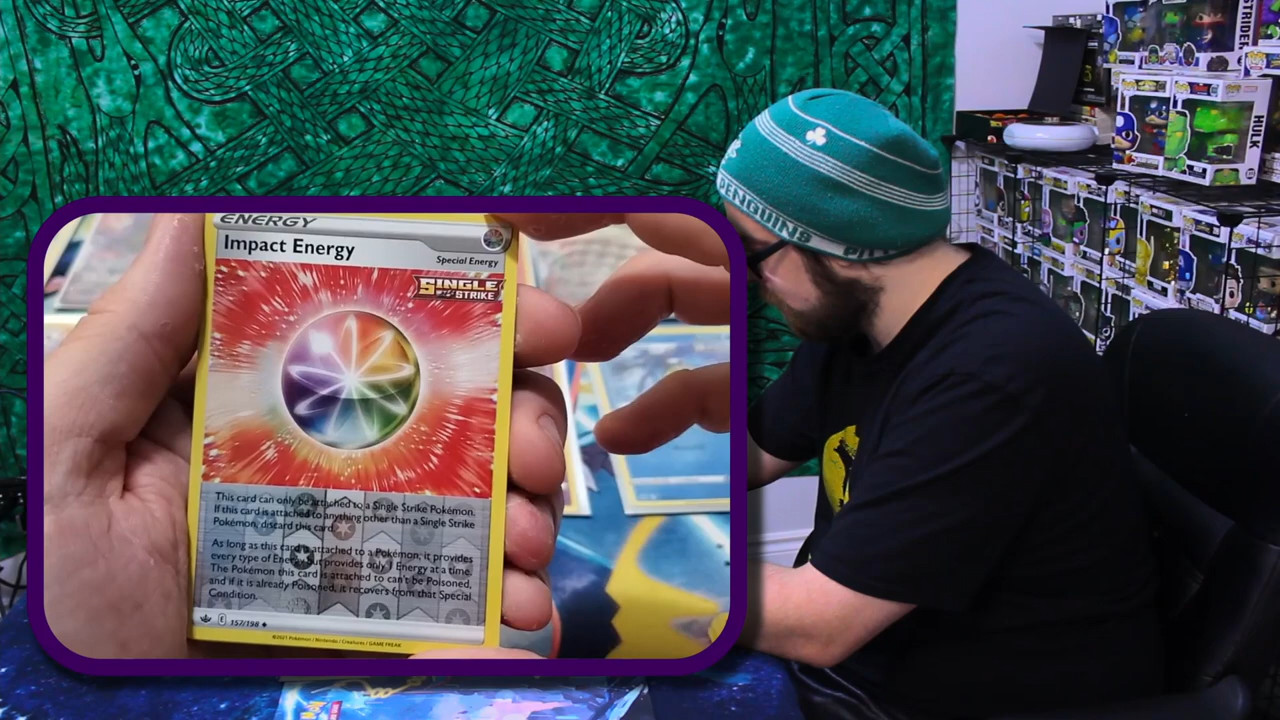 STRIDER
HULK
PENGUINS
ENERGY
Impact Energy
Special Energy
SINGLE
STRIKE
This card can only be attached to a Single Strike Pokémon.
If this card is attached to anything other than a Single Strike
Pokémon, discard this card.
As long as this card is attached to a Pokémon, it provides
every type of Energy but provides only 1 Energy at a time.
The Pokémon this card is attached to can't be Poisoned,
and if it is already Poisoned, it recovers from that Special
Condition.
E 157/198
©2021 Pokémon / Nintendo / Creatures / GAME FREAK